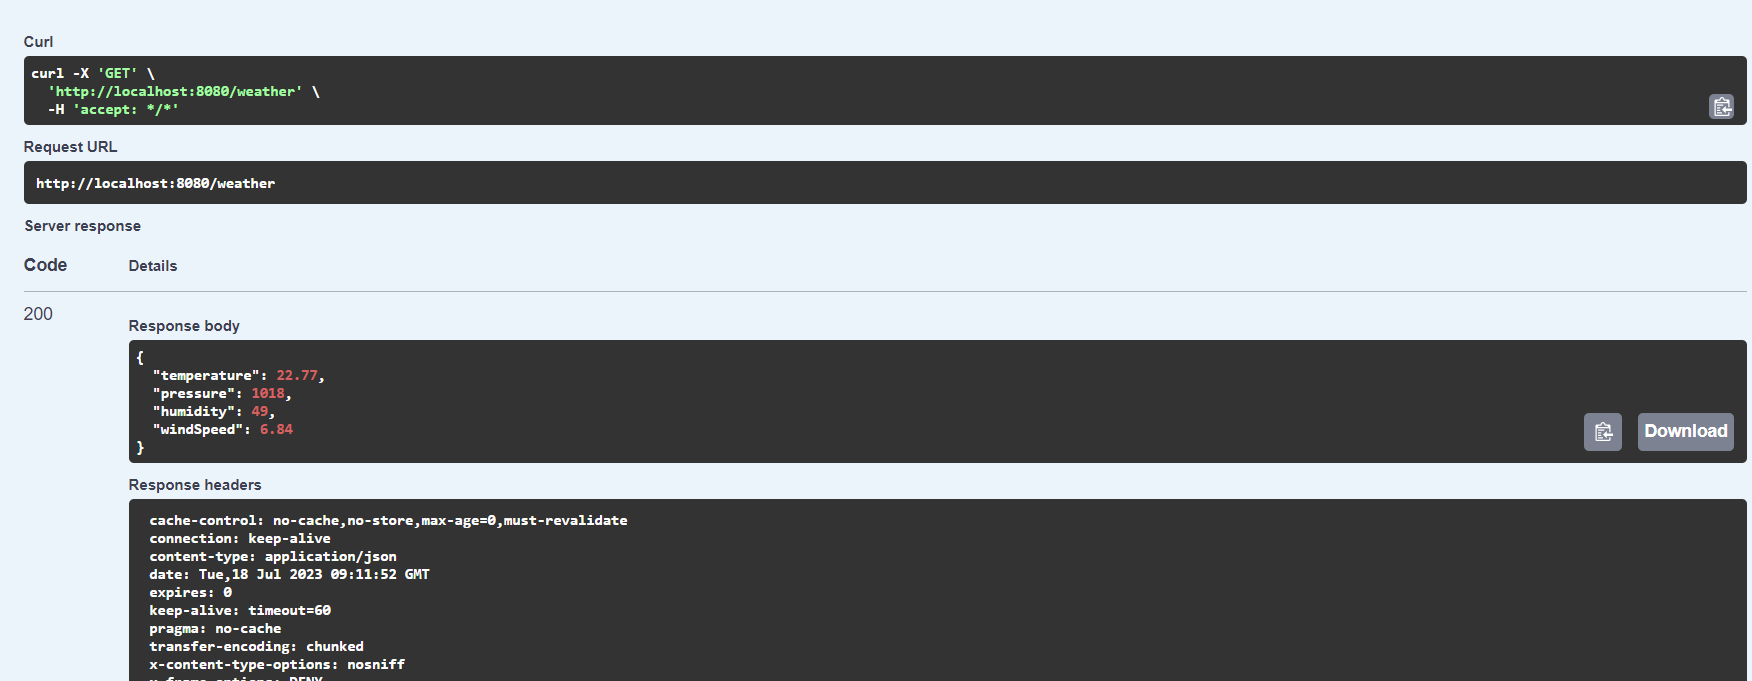 Curl
curl -X 'GET' \
'http://localhost:8080/weather' \
-H 'accept: */*'
Request URL
http://localhost:8080/weather
Server response
Code Details
200
Response body
{
"temperature": 22.77,
"pressure": 1018,
"humidity": 49,
"windSpeed": 6.84
}
Download
Response headers
cache-control: no-cache,no-store,max-age=0,must-revalidate
connection: keep-alive
content-type: application/json
date: Tue,18 Jul 2023 09:11:52 GMT
expires: 0
keep-alive: timeout=60
pragma: no-cache
transfer-encoding: chunked
x-content-type-options: nosniff
x-frame-options: DENY